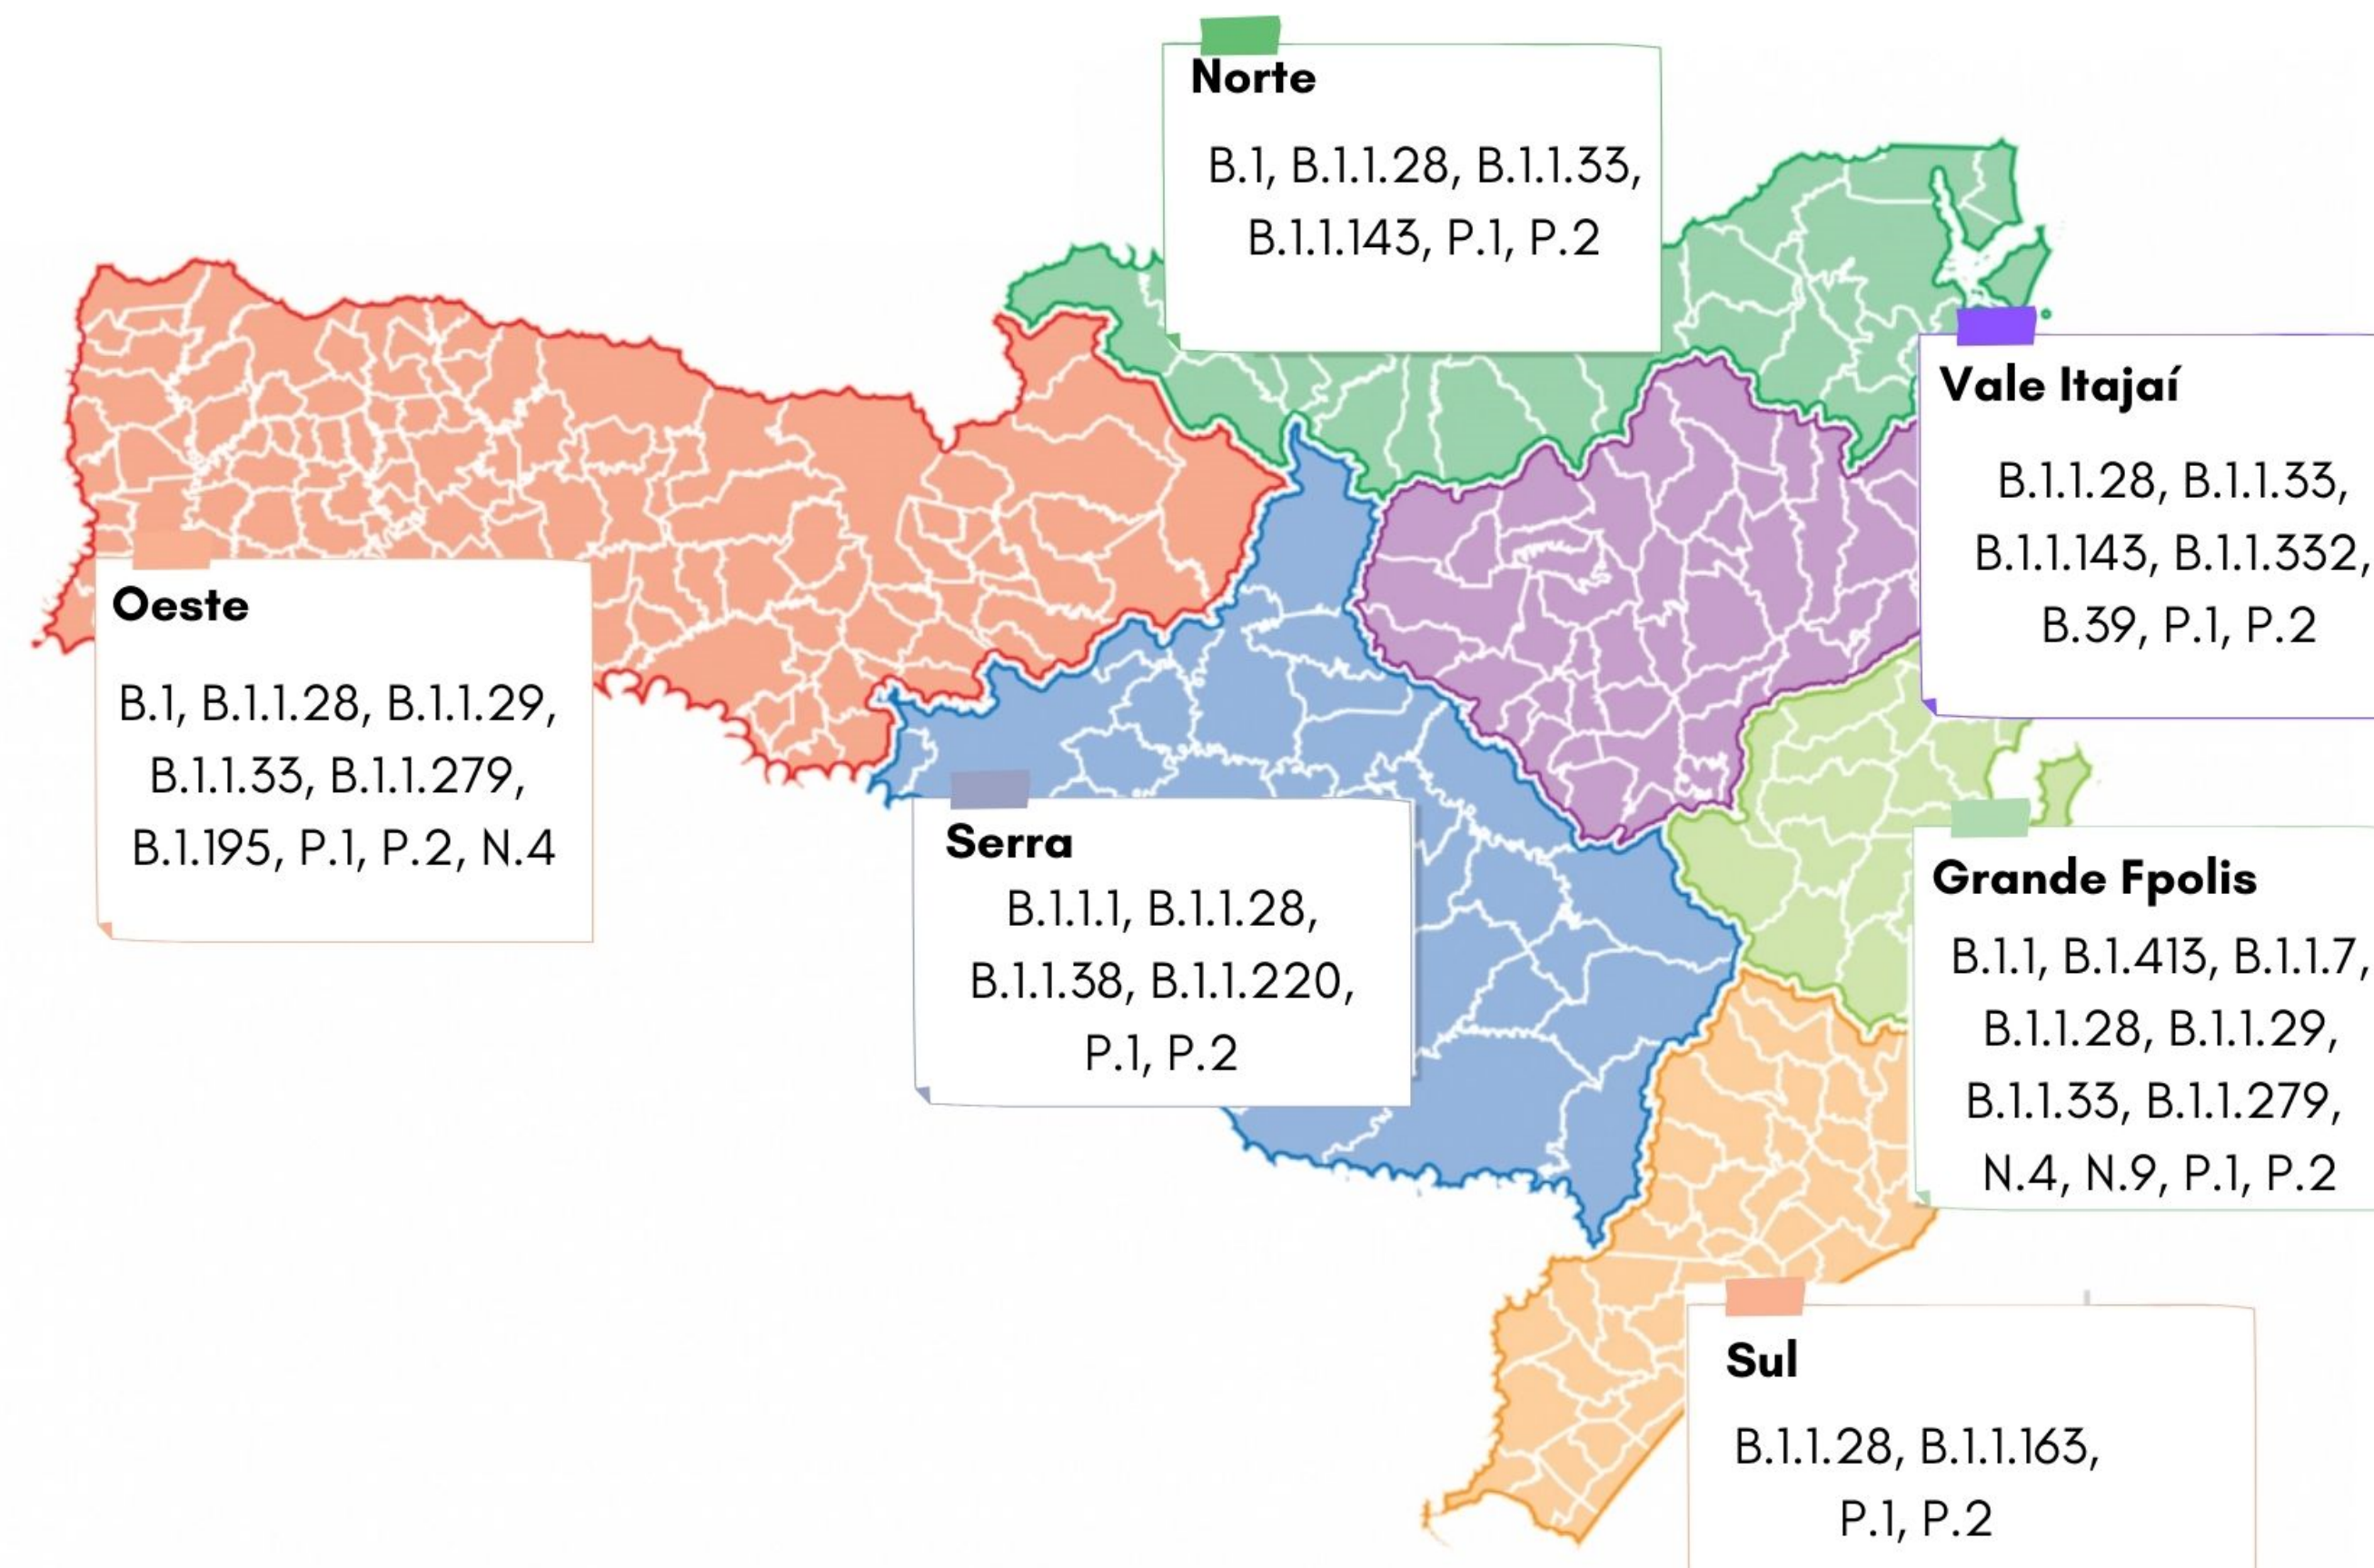 Norte
B.1, B.1.1.28, B.1.1.33,
B.1.1.143, P.1, P.2
Vale Itajaí
B.1.1.28, B.1.1.33,
B.1.1.143, B.1.1.332,
B.39, P.1, P.2
Oeste
B.1, B.1.1.28, B.1.1.29,
B.1.1.33, B.1.1.279,
B.1.195, P.1, P.2, N.4
Serra
B.1.1.1, B.1.1.28,
B.1.1.38, B.1.1.220,
P.1, P.2
Grande Fpolis
B.1.1, B.1.413, B.1.1.7,
B.1.1.28, B.1.1.29,
B.1.1.33, B.1.1.279,
N.4, N.9, P.1, P.2
Sul
B.1.1.28, B.1.1.163,
P.1, P.2